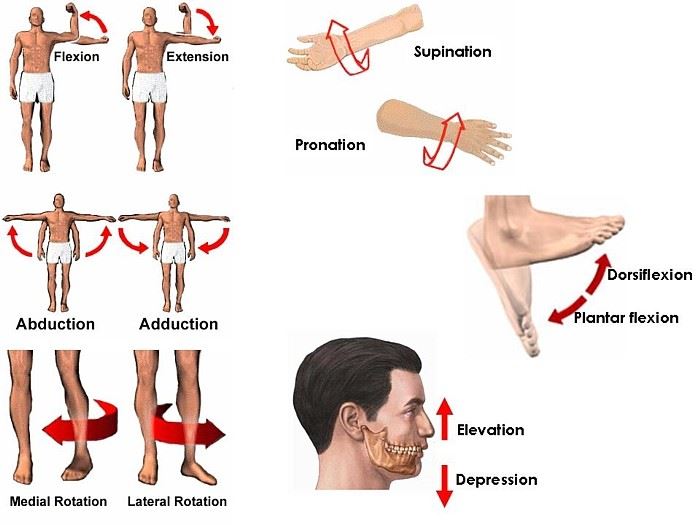 Flexion
Extension
Supination
Pronation
Abduction
Adduction
Dorsiflexion
Plantar flexion
Medial Rotation
Lateral Rotation
Elevation
Depression